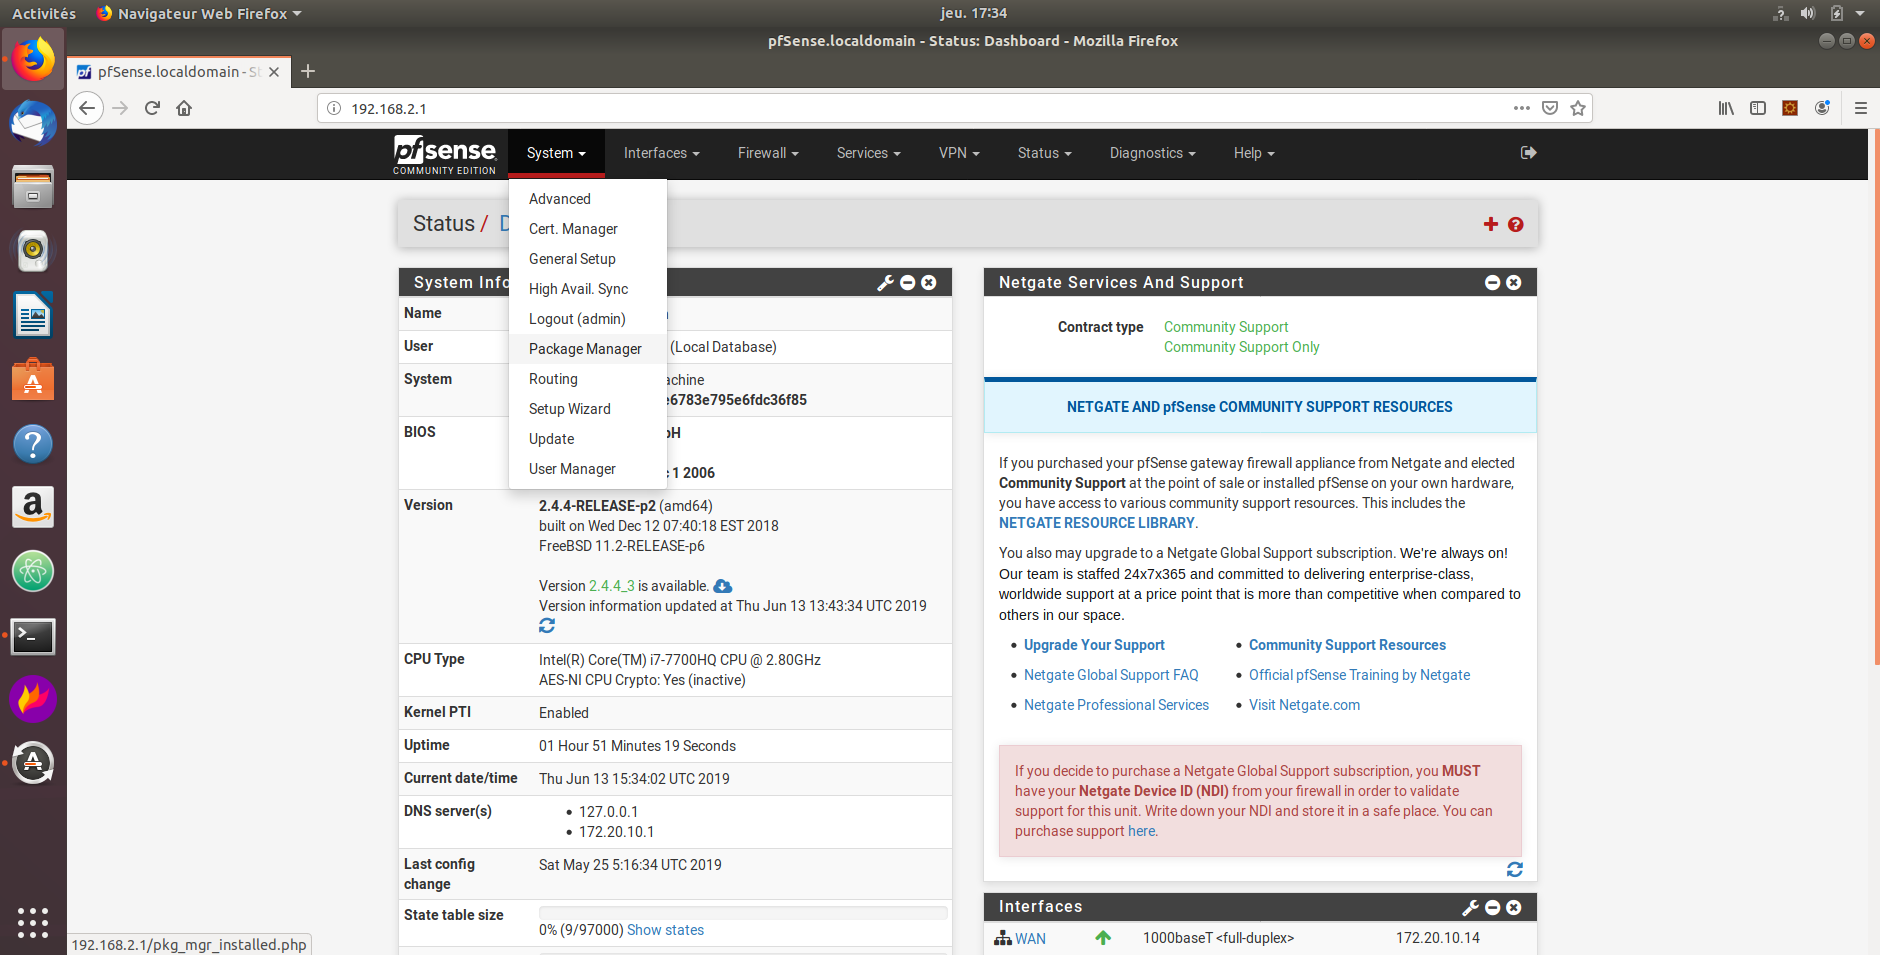 Activités
Navigateur Web Firefox
jeu. 17:34
pfSense.localdomain - Status: Dashboard - Mozilla Firefox
pfSense.localdomain - St
192.168.2.1
pfsense
COMMUNITY EDITION
System
Interfaces
Firewall
Services
VPN
Status
Diagnostics
Help
Advanced
Cert. Manager
General Setup
High Avail. Sync
Logout (admin)
Package Manager
Routing
Setup Wizard
Update
User Manager
Status / D
System Info
Name
User (Local Database)
System achine
e6783e795e6fdc36f85
BIOS oH
c 1 2006
Version 2.4.4-RELEASE-p2 (amd64)
built on Wed Dec 12 07:40:18 EST 2018
FreeBSD 11.2-RELEASE-p6
Version 2.4.4_3 is available.
Version information updated at Thu Jun 13 13:43:34 UTC 2019
CPU Type Intel(R) Core(TM) i7-7700HQ CPU @ 2.80GHz
AES-NI CPU Crypto: Yes (inactive)
Kernel PTI Enabled
Uptime 01 Hour 51 Minutes 19 Seconds
Current date/time Thu Jun 13 15:34:02 UTC 2019
DNS server(s) • 127.0.0.1
• 172.20.10.1
Last config Sat May 25 5:16:34 UTC 2019
change
State table size
0% (9/97000) Show states
Netgate Services And Support
Contract type Community Support
Community Support Only
NETGATE AND pfSense COMMUNITY SUPPORT RESOURCES
If you purchased your pfSense gateway firewall appliance from Netgate and elected
Community Support at the point of sale or installed pfSense on your own hardware,
you have access to various community support resources. This includes the
NETGATE RESOURCE LIBRARY.
You also may upgrade to a Netgate Global Support subscription. We're always on!
Our team is staffed 24x7x365 and committed to delivering enterprise-class,
worldwide support at a price point that is more than competitive when compared to
others in our space.
• Upgrade Your Support • Community Support Resources
• Netgate Global Support FAQ • Official pfSense Training by Netgate
• Netgate Professional Services • Visit Netgate.com
If you decide to purchase a Netgate Global Support subscription, you MUST
have your Netgate Device ID (NDI) from your firewall in order to validate
support for this unit. Write down your NDI and store it in a safe place. You can
purchase support here.
Interfaces
WAN 1000baseT <full-duplex> 172.20.10.14
192.168.2.1/pkg_mgr_installed.php